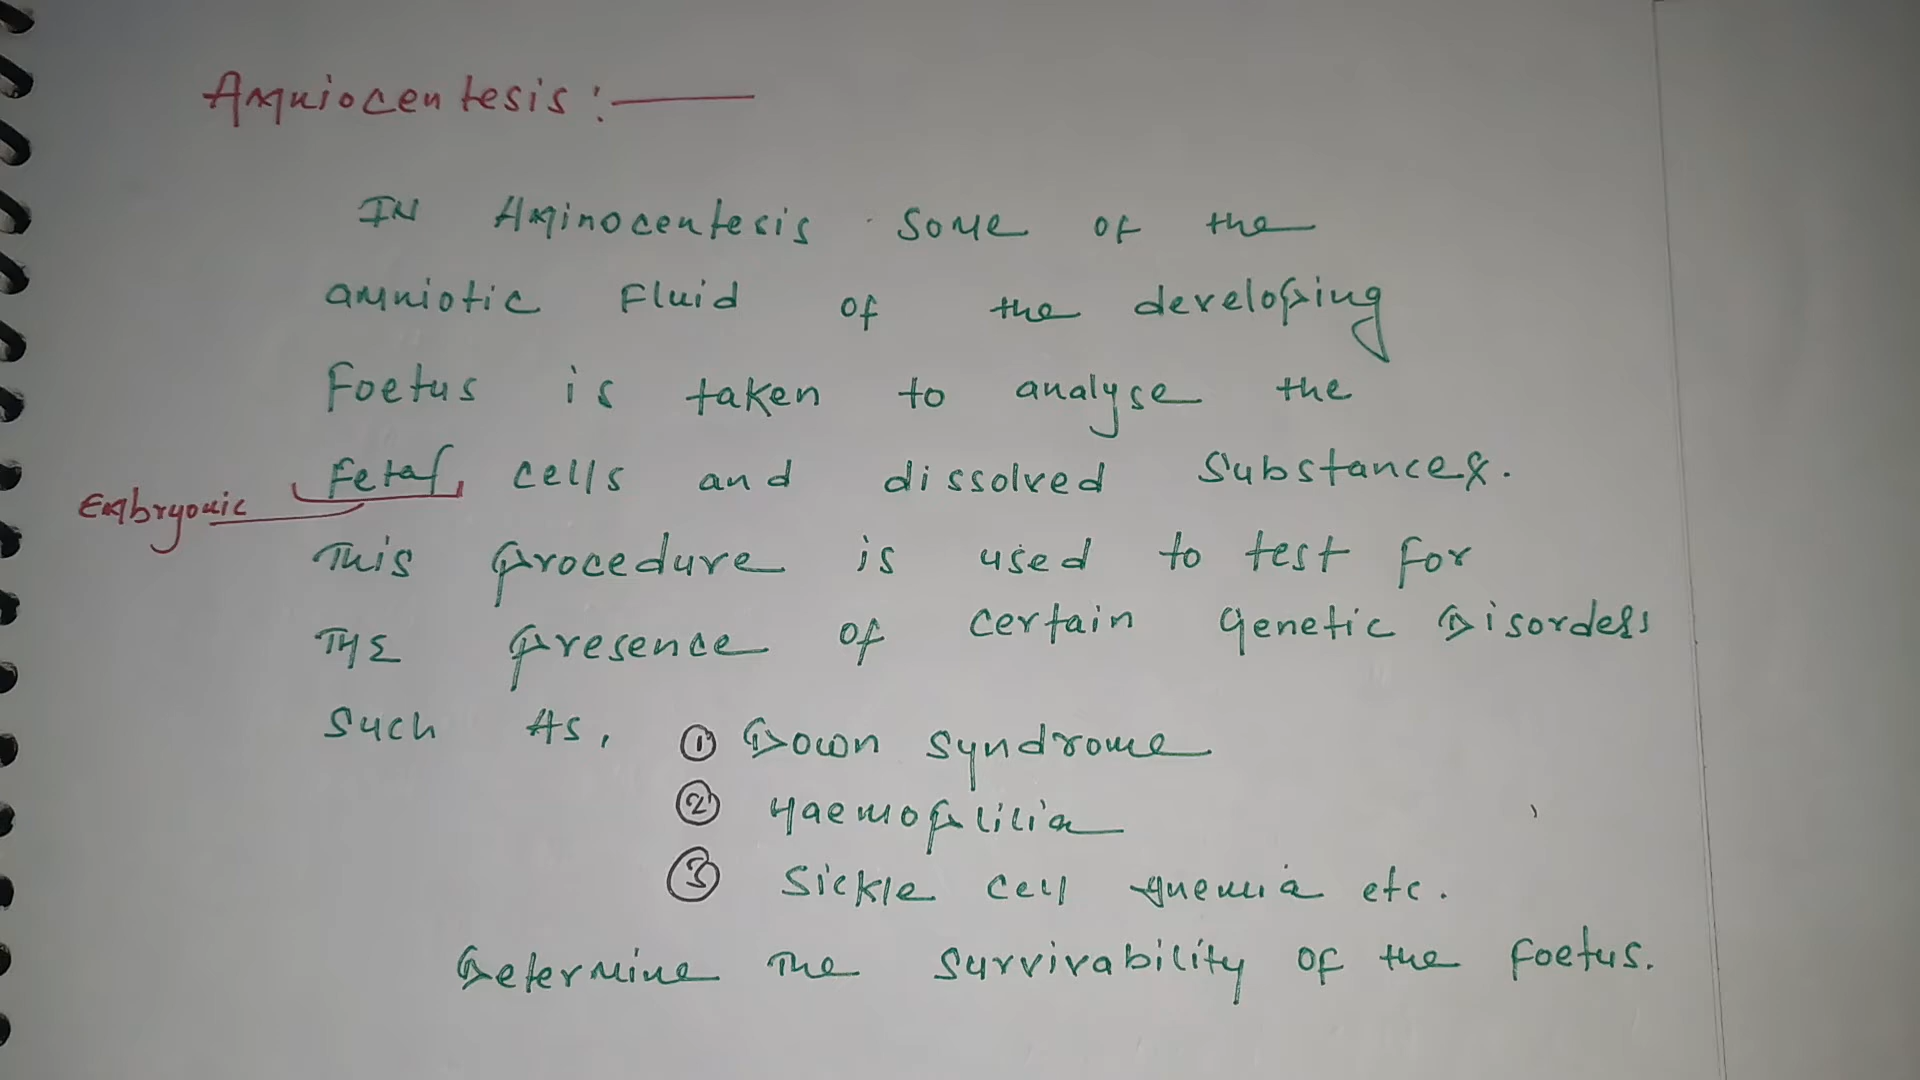 Amniocentesis :—
IN Aminocentesis some of the
amniotic Fluid of the developing
Foetus is taken to analyse the
Fetal cells and dissolved Substances.
Embryonic
This procedure is used to test for
THE presence of certain genetic Disorders
Such As, ① Down syndrome
② Haemophilia
③ Sickle cell anemia etc.
Determine The survivability of the foetus.